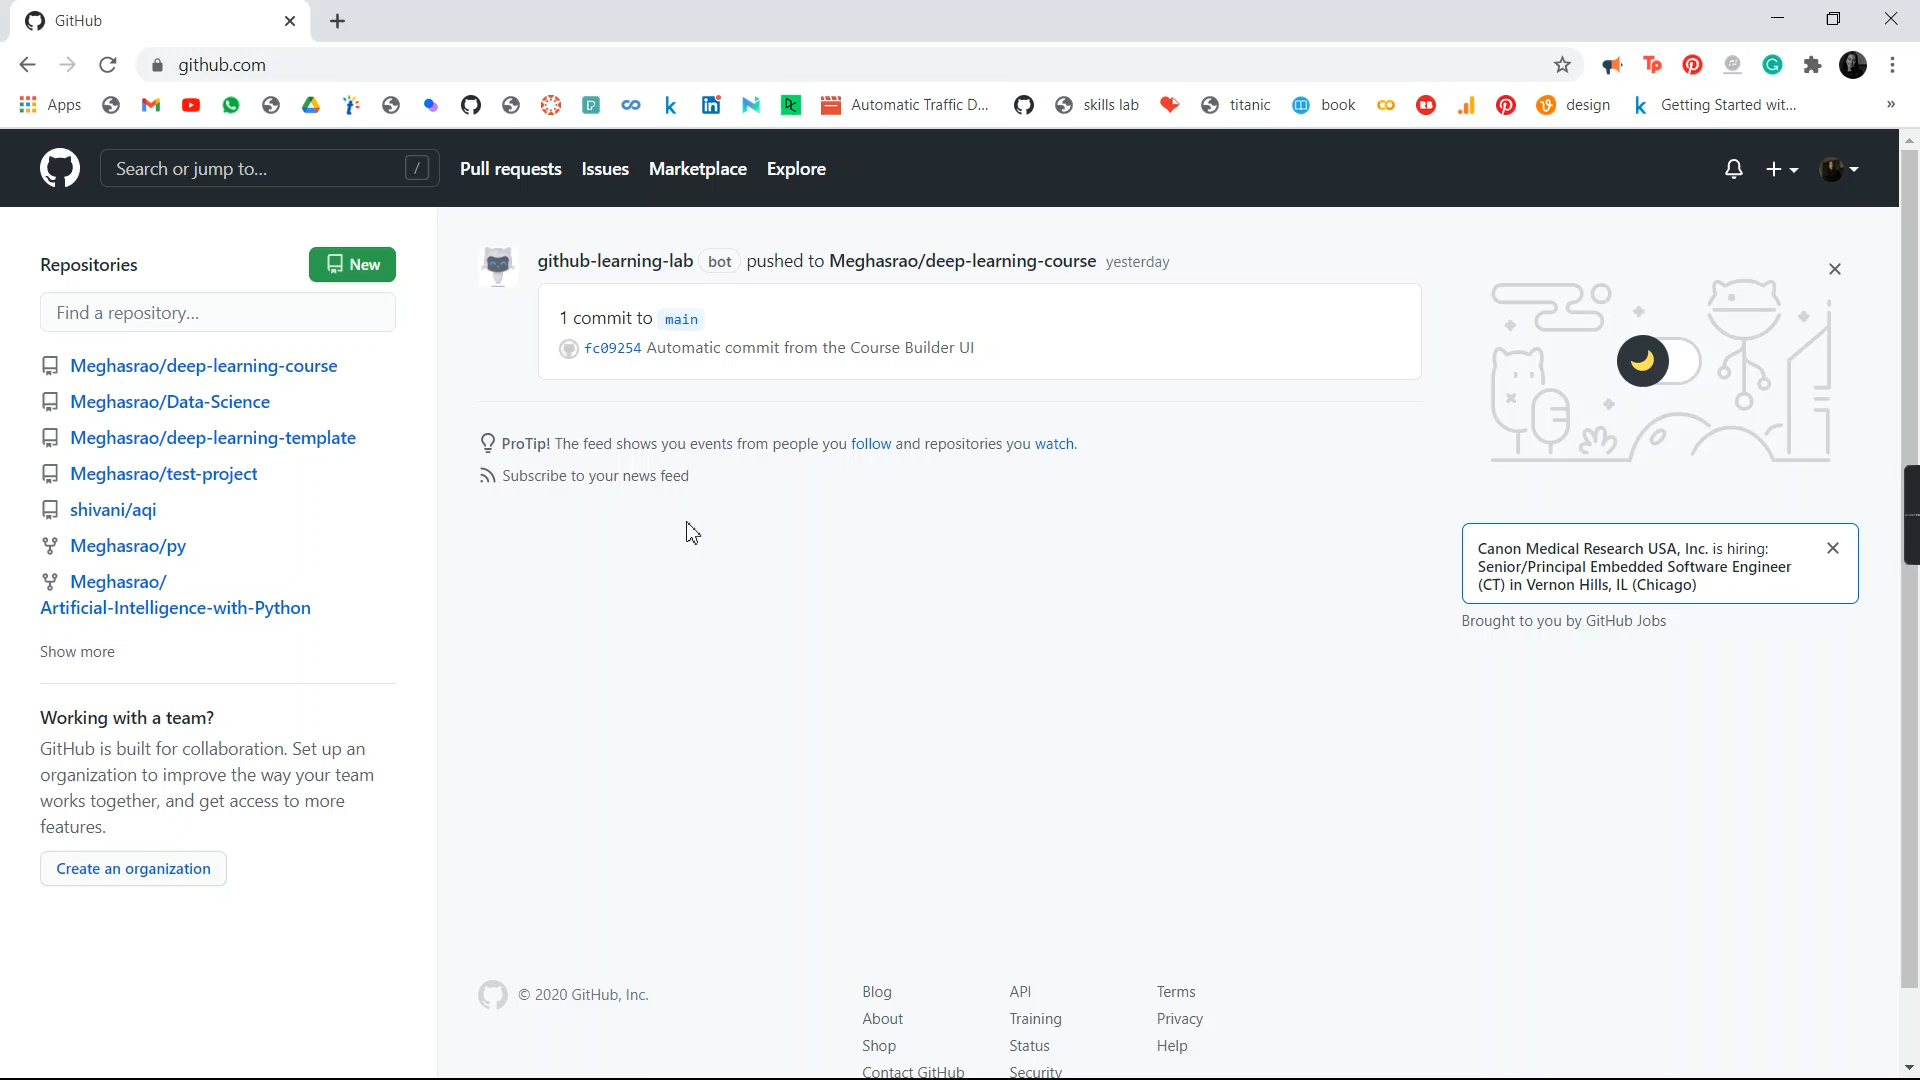 GitHub
github.com
Apps
Automatic Traffic D...
skills lab
titanic
book
design
Getting Started wit...
Search or jump to...
/
Pull requests
Issues
Marketplace
Explore
Repositories
New
Find a repository...
Meghasrao/deep-learning-course
Meghasrao/Data-Science
Meghasrao/deep-learning-template
Meghasrao/test-project
shivani/aqi
Meghasrao/py
Meghasrao/
Artificial-Intelligence-with-Python
Show more
Working with a team?
GitHub is built for collaboration. Set up an
organization to improve the way your team
works together, and get access to more
features.
Create an organization
github-learning-lab bot pushed to Meghasrao/deep-learning-course yesterday
1 commit to main
fc09254 Automatic commit from the Course Builder UI
ProTip! The feed shows you events from people you follow and repositories you watch.
Subscribe to your news feed
Canon Medical Research USA, Inc. is hiring:
Senior/Principal Embedded Software Engineer
(CT) in Vernon Hills, IL (Chicago)
Brought to you by GitHub Jobs
© 2020 GitHub, Inc.
Blog
About
Shop
Contact GitHub
API
Training
Status
Security
Terms
Privacy
Help